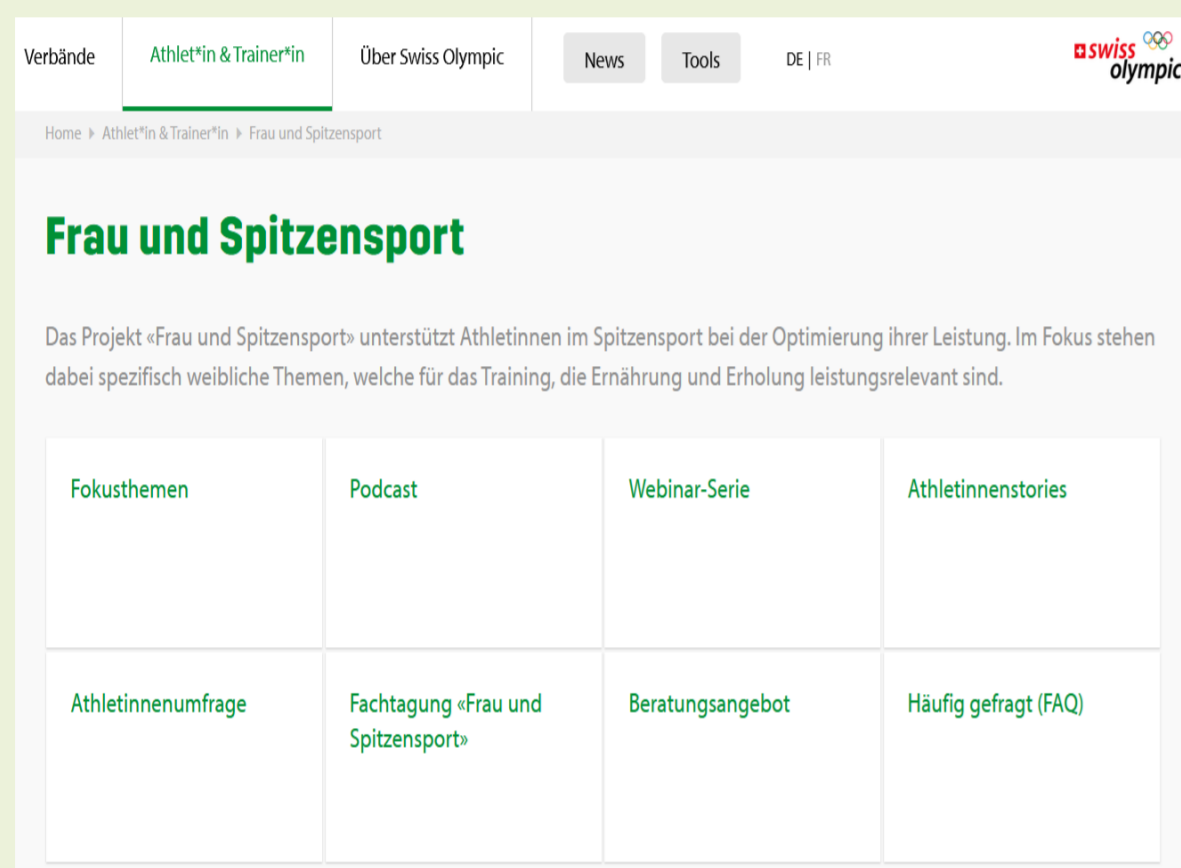 Verbände
Athlet*in & Trainer*in
Über Swiss Olympic
News
Tools
DE | FR
swiss
olympic
Home
Athlet*in & Trainer*in
Frau und Spitzensport
Frau und Spitzensport
Das Projekt «Frau und Spitzensport» unterstützt Athletinnen im Spitzensport bei der Optimierung ihrer Leistung. Im Fokus stehen
dabei spezifisch weibliche Themen, welche für das Training, die Ernährung und Erholung leistungsrelevant sind.
Fokusthemen
Podcast
Webinar-Serie
Athletinnenstories
Athletinnenumfrage
Fachtagung «Frau und
Spitzensport»
Beratungsangebot
Häufig gefragt (FAQ)